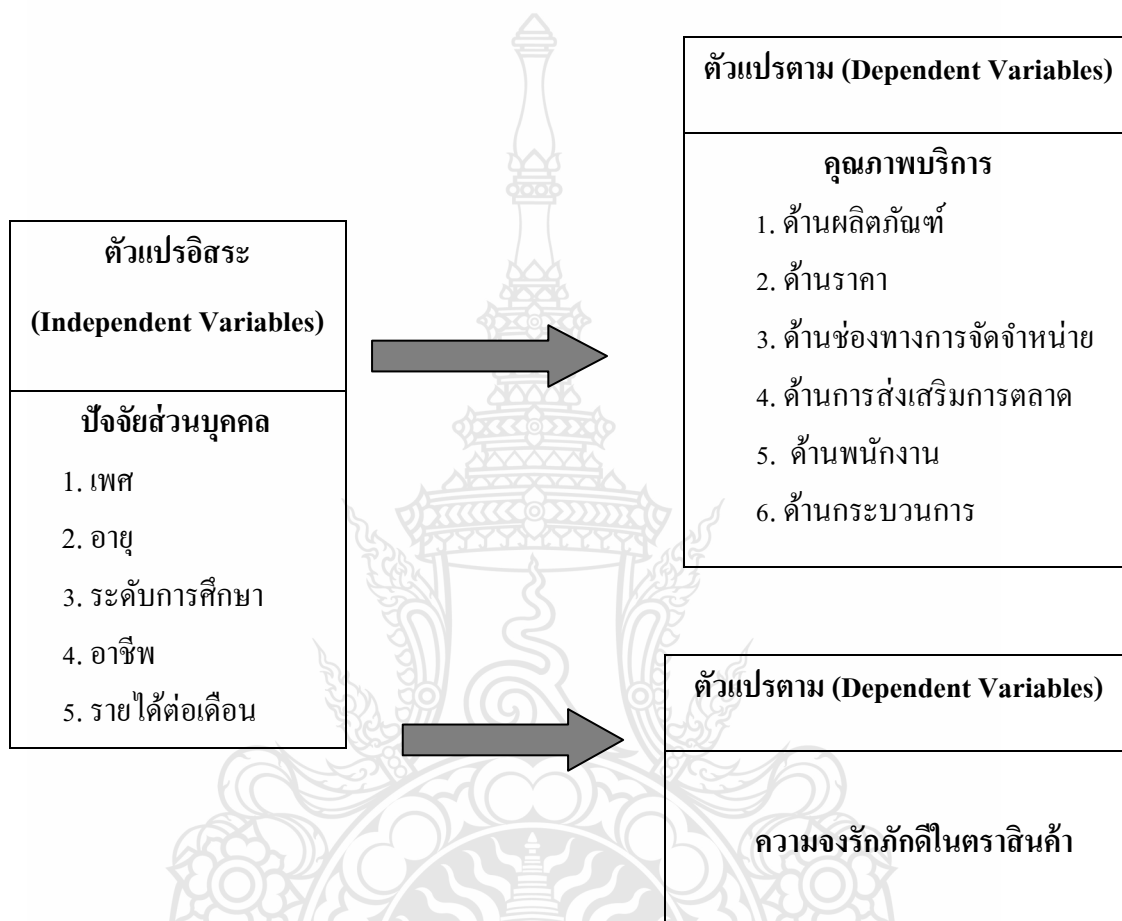 ตัวแปรอิสระ
(Independent Variables)
ปัจจัยส่วนบุคคล
1. เพศ
2. อายุ
3. ระดับการศึกษา
4. อาชีพ
5. รายได้ต่อเดือน
ตัวแปรตาม (Dependent Variables)
คุณภาพบริการ
1. ด้านผลิตภัณฑ์
2. ด้านราคา
3. ด้านช่องทางการจัดจำหน่าย
4. ด้านการส่งเสริมการตลาด
5. ด้านพนักงาน
6. ด้านกระบวนการ
ตัวแปรตาม (Dependent Variables)
ความจงรักภักดีในตราสินค้า